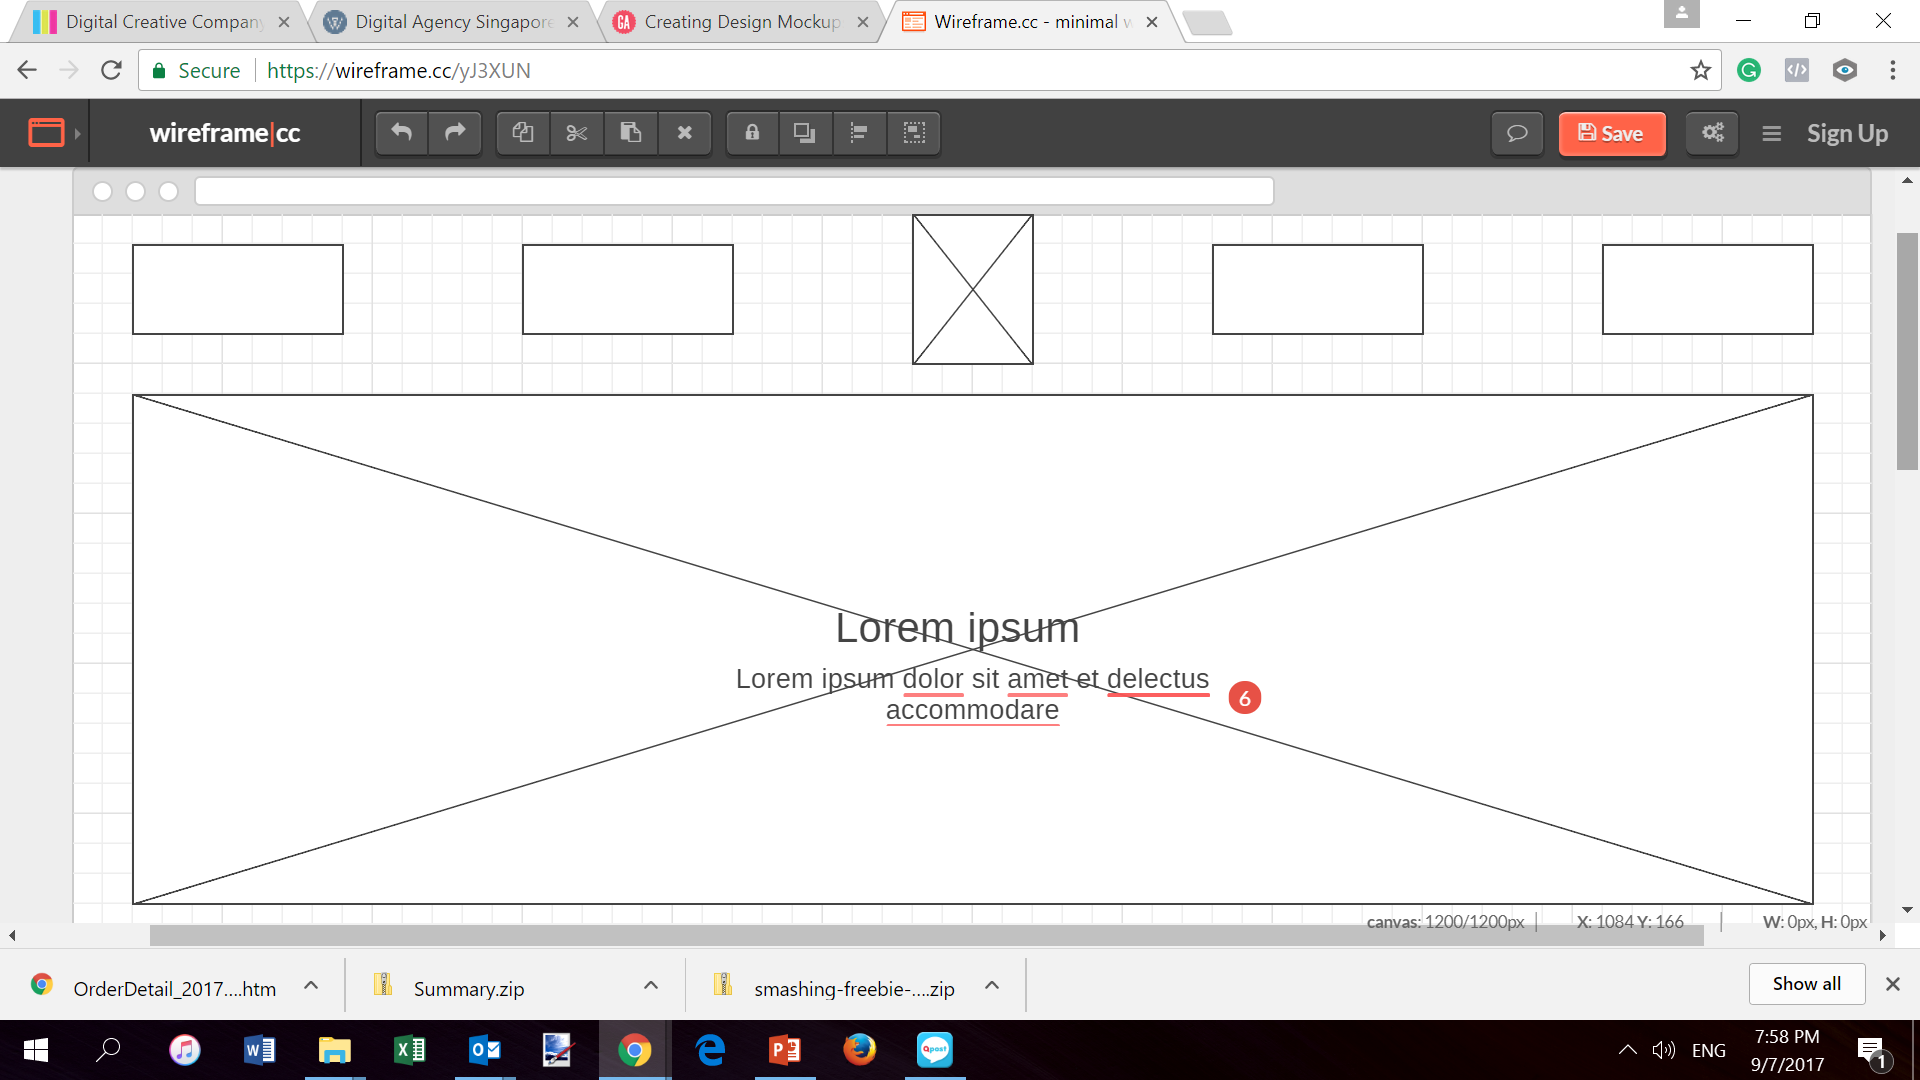 Digital Creative Company
Digital Agency Singapore
GA
Creating Design Mockup
Wireframe.cc - minimal w
Secure
https://wireframe.cc/yJ3XUN
wireframe|cc
Save
Sign Up
Lorem ipsum
Lorem ipsum dolor sit amet et delectus
accommodare
6
canvas: 1200/1200px
X: 1084 Y: 166
W: 0px, H: 0px
OrderDetail_2017....htm
Summary.zip
smashing-freebie-....zip
Show all
ENG
7:58 PM
9/7/2017
1